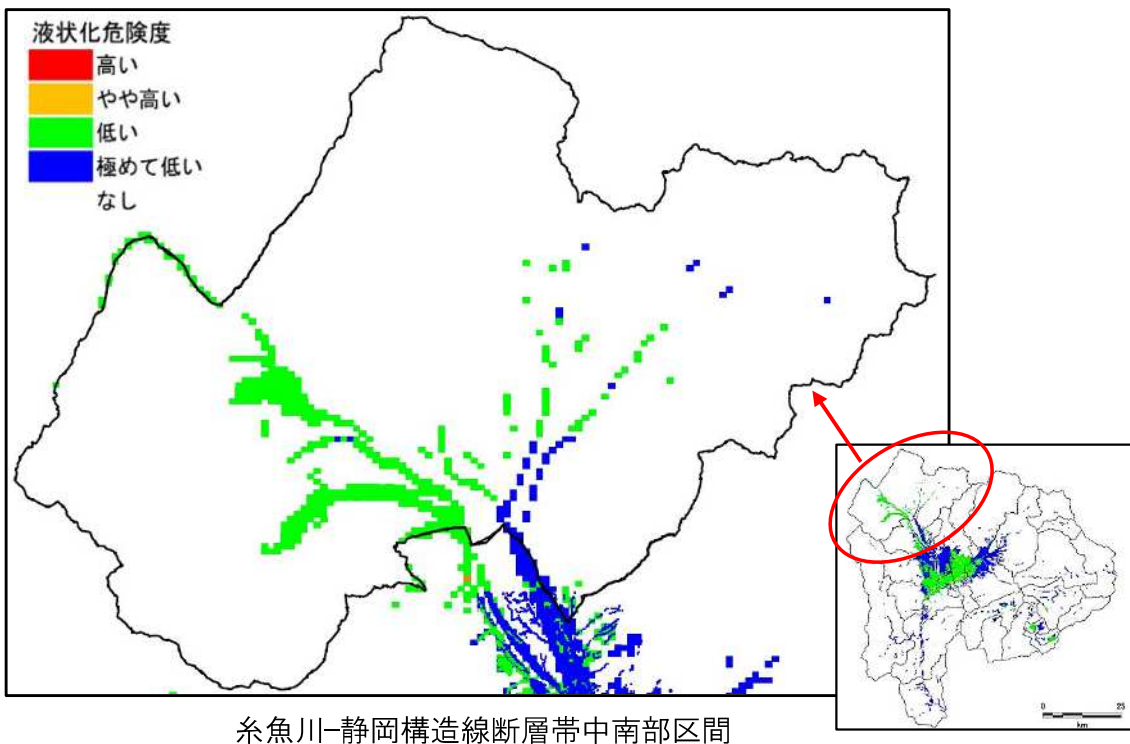 液状化危険度
高い
やや高い
低い
極めて低い
なし
0 25
km
糸魚川−静岡構造線断層帯中南部区間